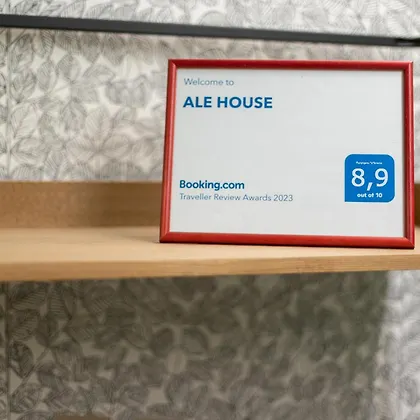 Welcome to
ALE HOUSE
8,9
out of 10
Booking.com
Traveller Review Awards 2023